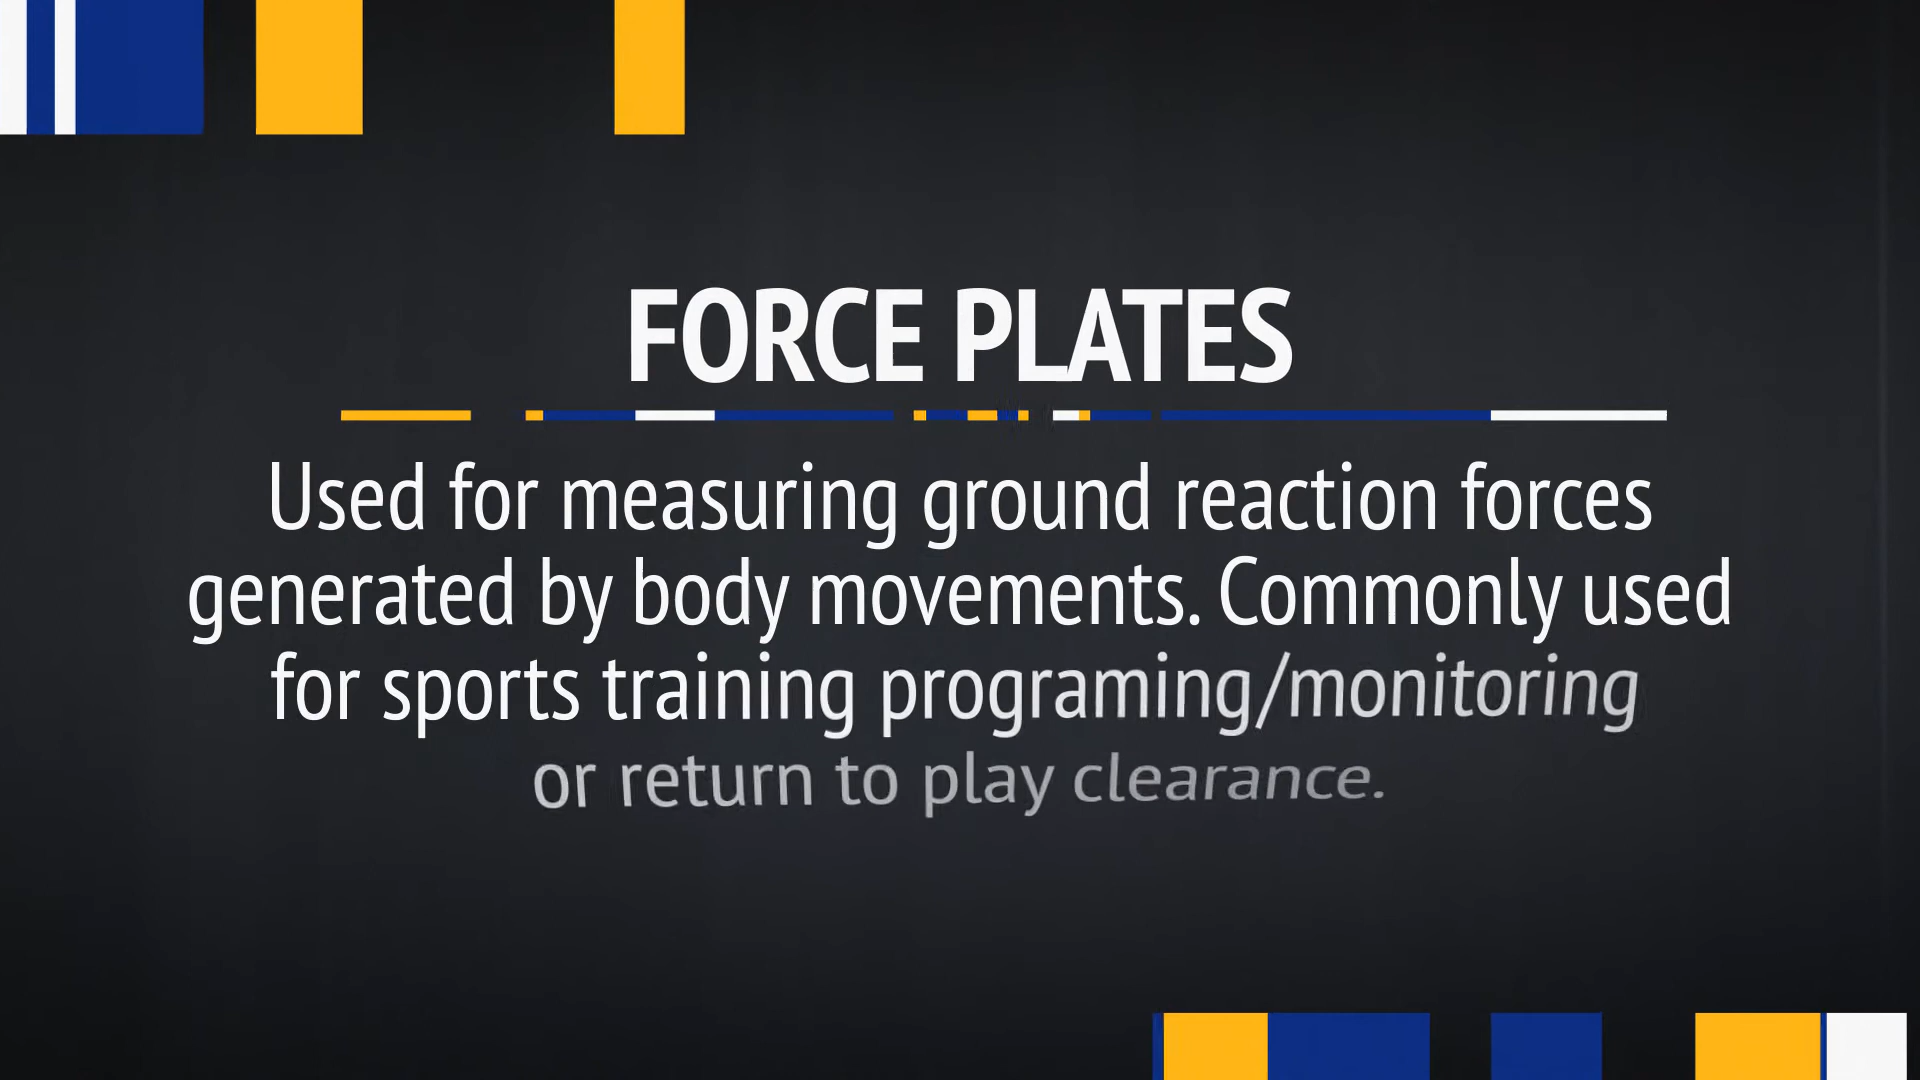 FORCE PLATES
Used for measuring ground reaction forces
generated by body movements. Commonly used
for sports training programing/monitoring
or return to play clearance.